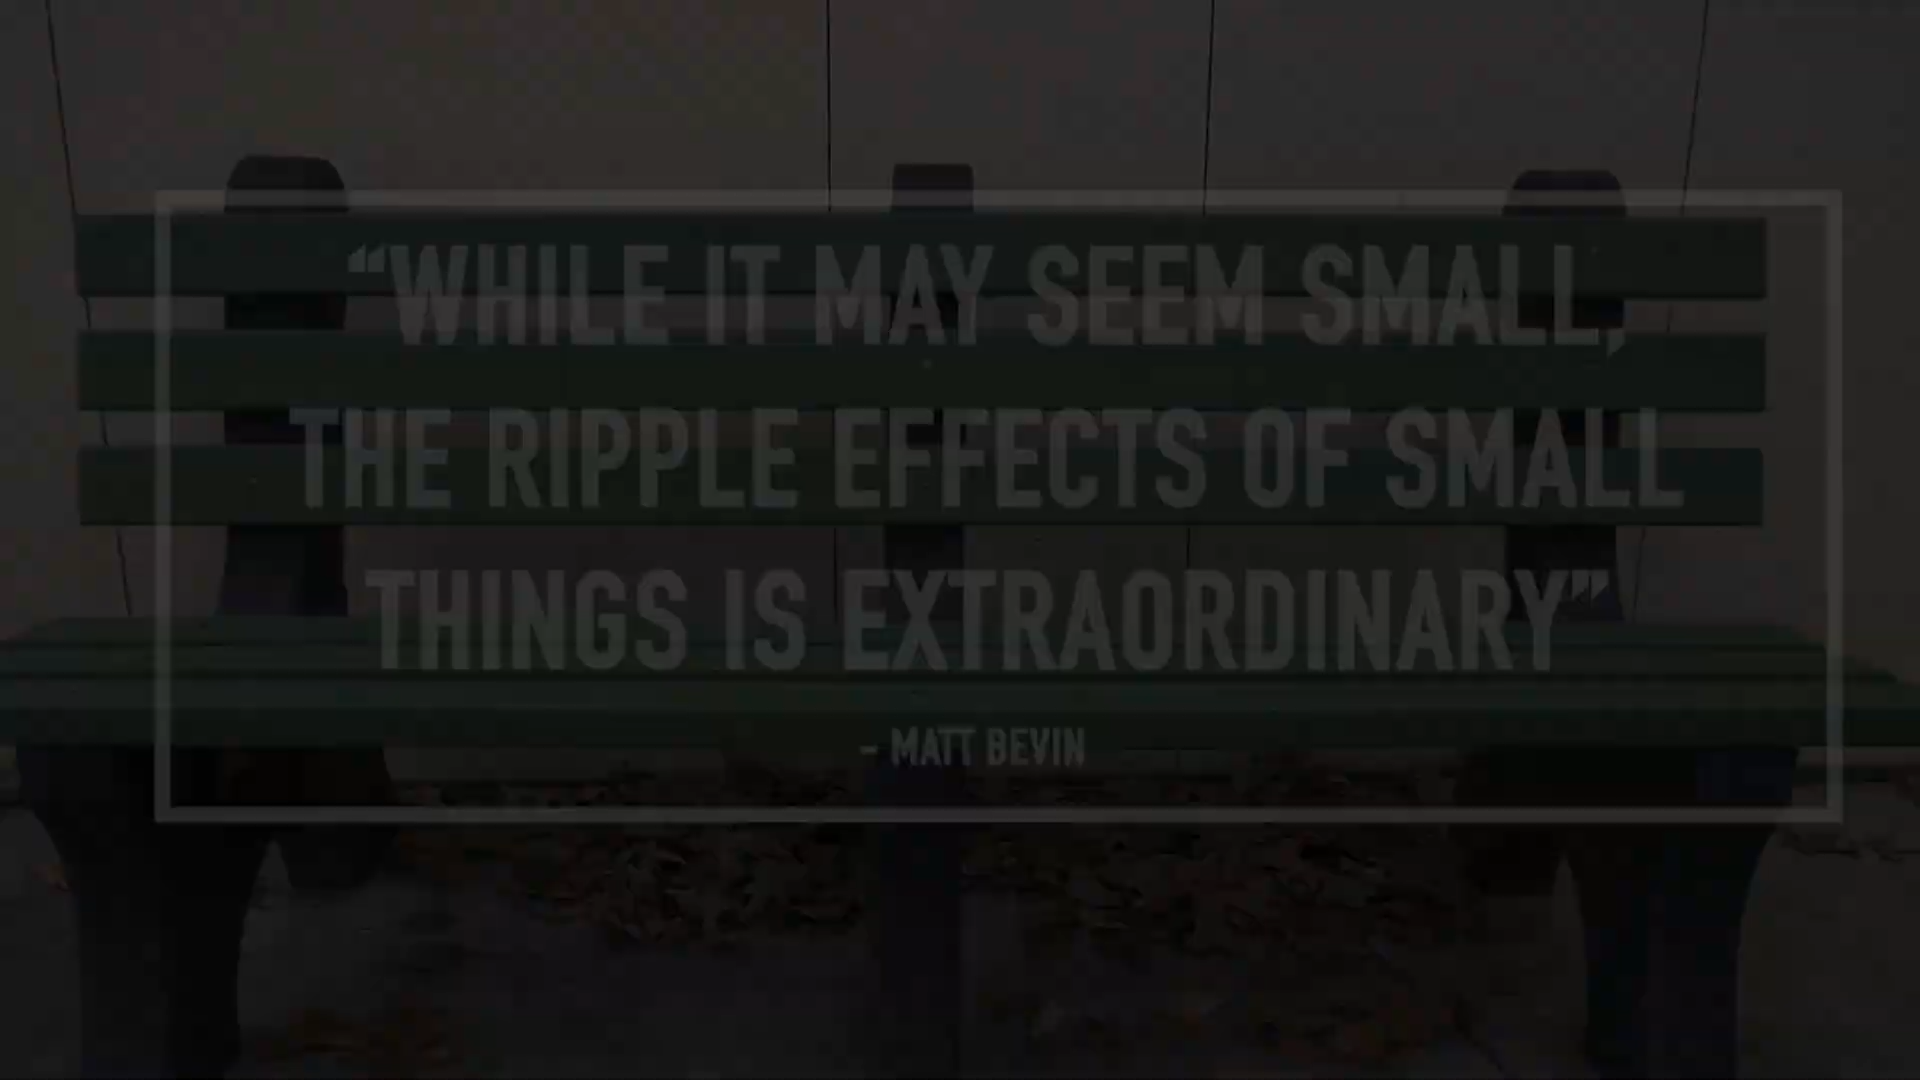 “WHILE IT MAY SEEM SMALL,
THE RIPPLE EFFECTS OF SMALL
THINGS IS EXTRAORDINARY”
- MATT BEVIN